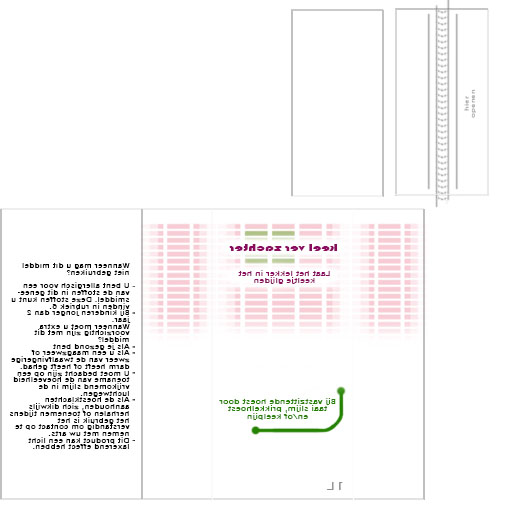 hier
openen
keel verzachter
Laat het lekker in het
keeltje glijden
Wanneer mag u dit middel
niet gebruiken?
- U bent allergisch voor een
van de stoffen in dit genee-
smiddel. Deze stoffen kunt u
vinden in rubriek 6.
- Bij kinderen jonger dan 2
jaar.
Wanneer moet u extra
voorzichtig zijn met dit
middel?
- Als je gezond bent
- Als u een maagzweer of
zweer van de twaalfvingerige
darm heeft of heeft gehad.
- U moet bedacht zijn op een
toename van de hoeveelheid
vrijkomend slijm in de
luchtwegen.
- Als de hoestklachten
aanhouden, zich dikwijls
herhalen of toenemen tijdens
het gebruik is het
verstandig om contact op te
nemen met uw arts.
- Dit product kan een licht
laxerend effect hebben.
Bij vastzittende hoest door
taai slijm, prikkelhoest
en/of keelpijn
1 L